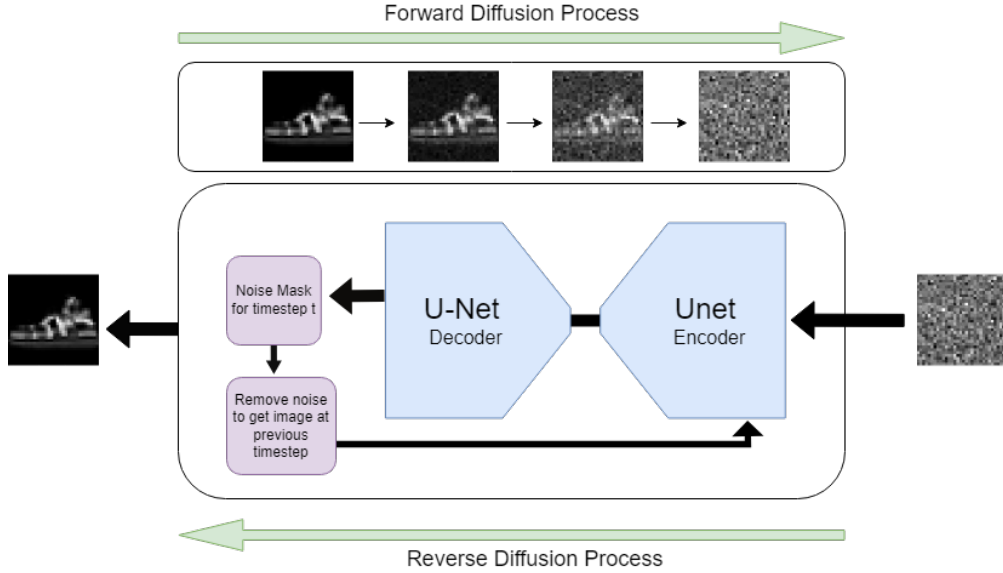 Forward Diffusion Process
U-Net
Decoder
Unet
Encoder
Noise Mask
for timestep t
Remove noise
to get image at
previous
timestep
Reverse Diffusion Process